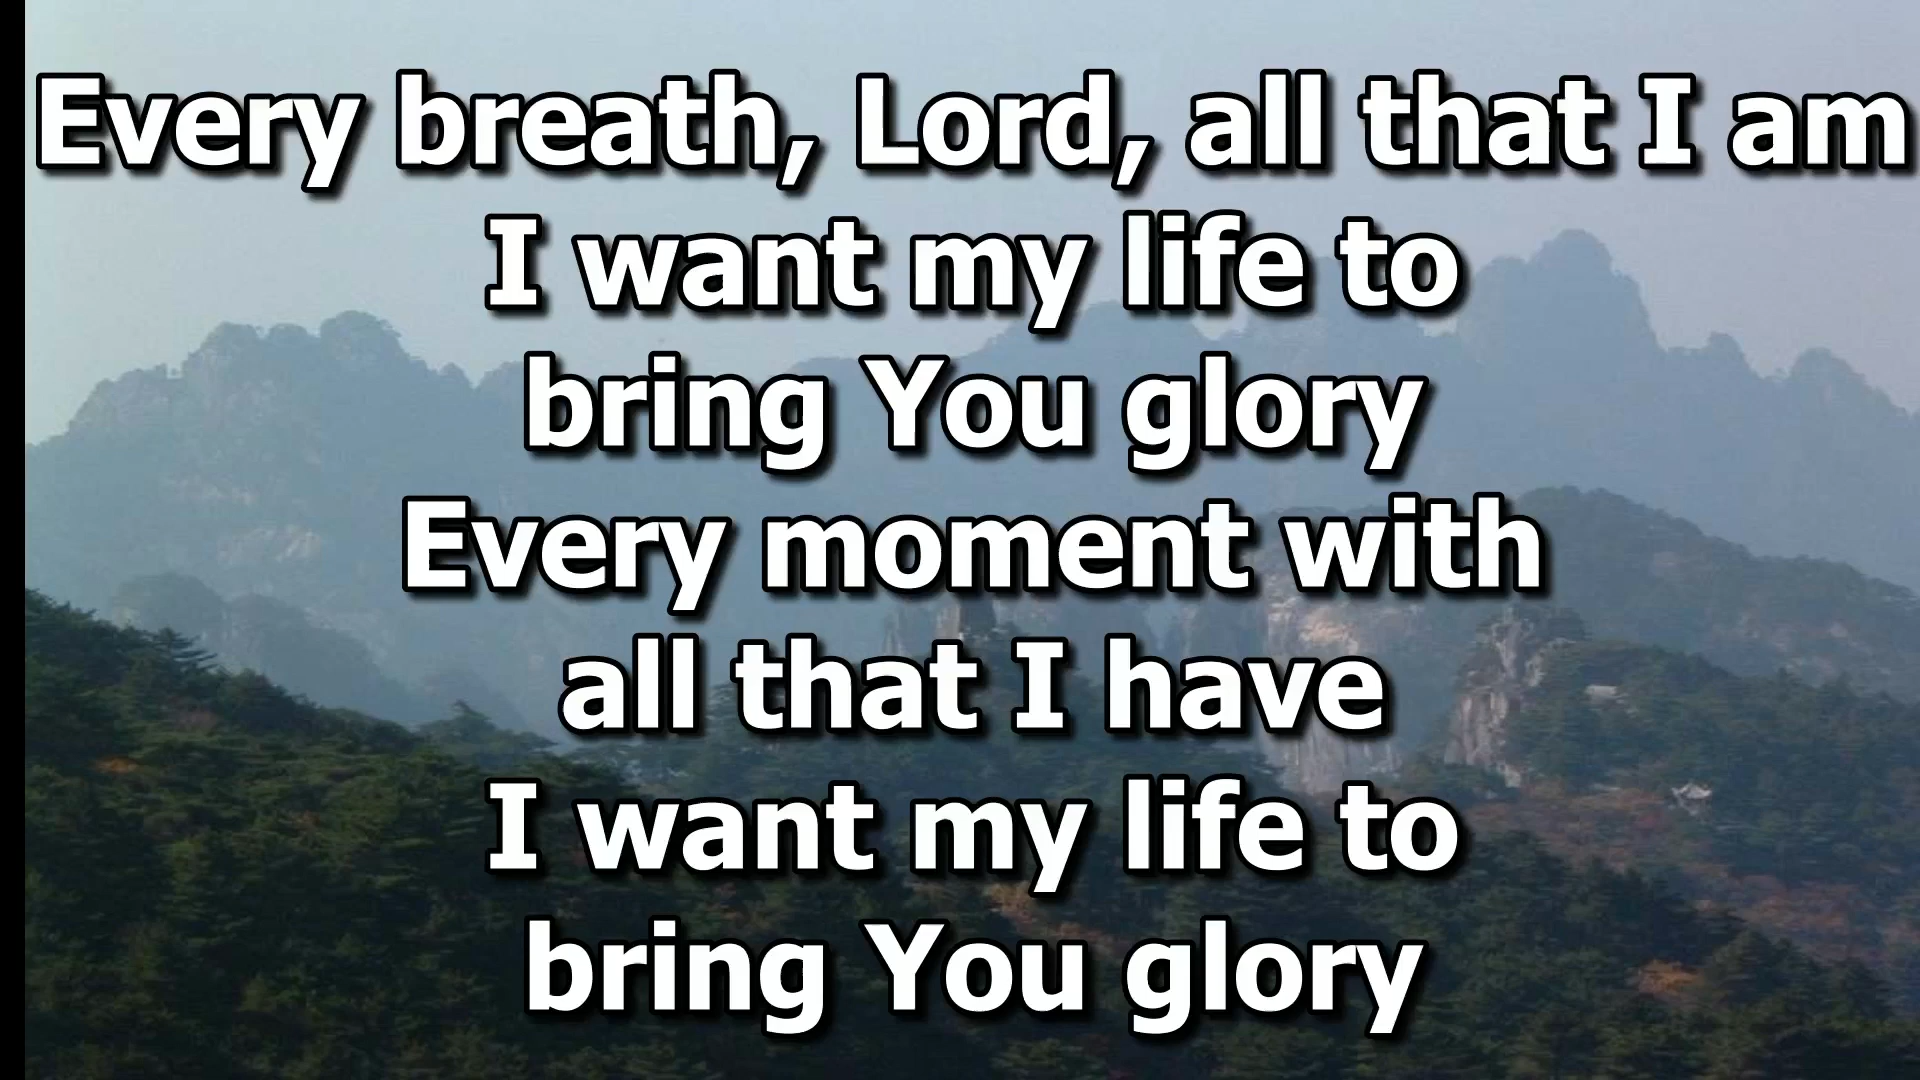 Every breath, Lord, all that I am
I want my life to
bring You glory
Every moment with
all that I have
I want my life to
bring You glory